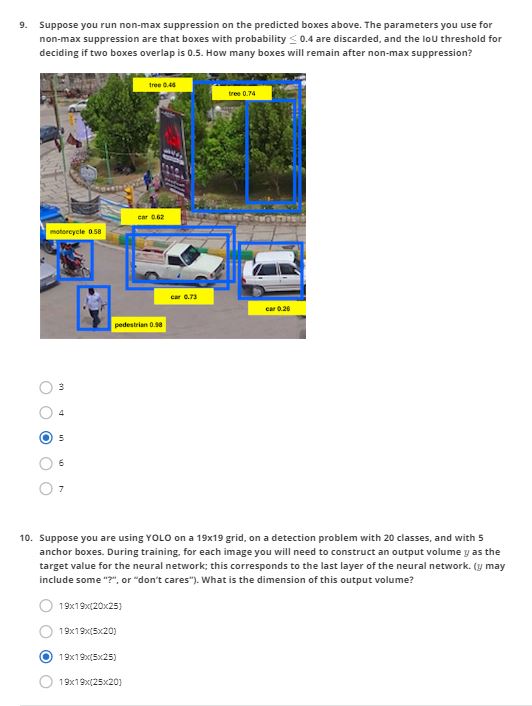 9. Suppose you run non-max suppression on the predicted boxes above. The parameters you use for
non-max suppression are that boxes with probability ≤ 0.4 are discarded, and the IoU threshold for
deciding if two boxes overlap is 0.5. How many boxes will remain after non-max suppression?
tree 0.46
tree 0.74
car 0.62
motorcycle 0.58
car 0.73
car 0.26
pedestrian 0.98
3
4
5
6
7
10. Suppose you are using YOLO on a 19x19 grid, on a detection problem with 20 classes, and with 5
anchor boxes. During training, for each image you will need to construct an output volume y as the
target value for the neural network; this corresponds to the last layer of the neural network. (y may
include some "?", or "don't cares"). What is the dimension of this output volume?
19x19x(20x25)
19x19x(5x20)
19x19x(5x25)
19x19x(25x20)